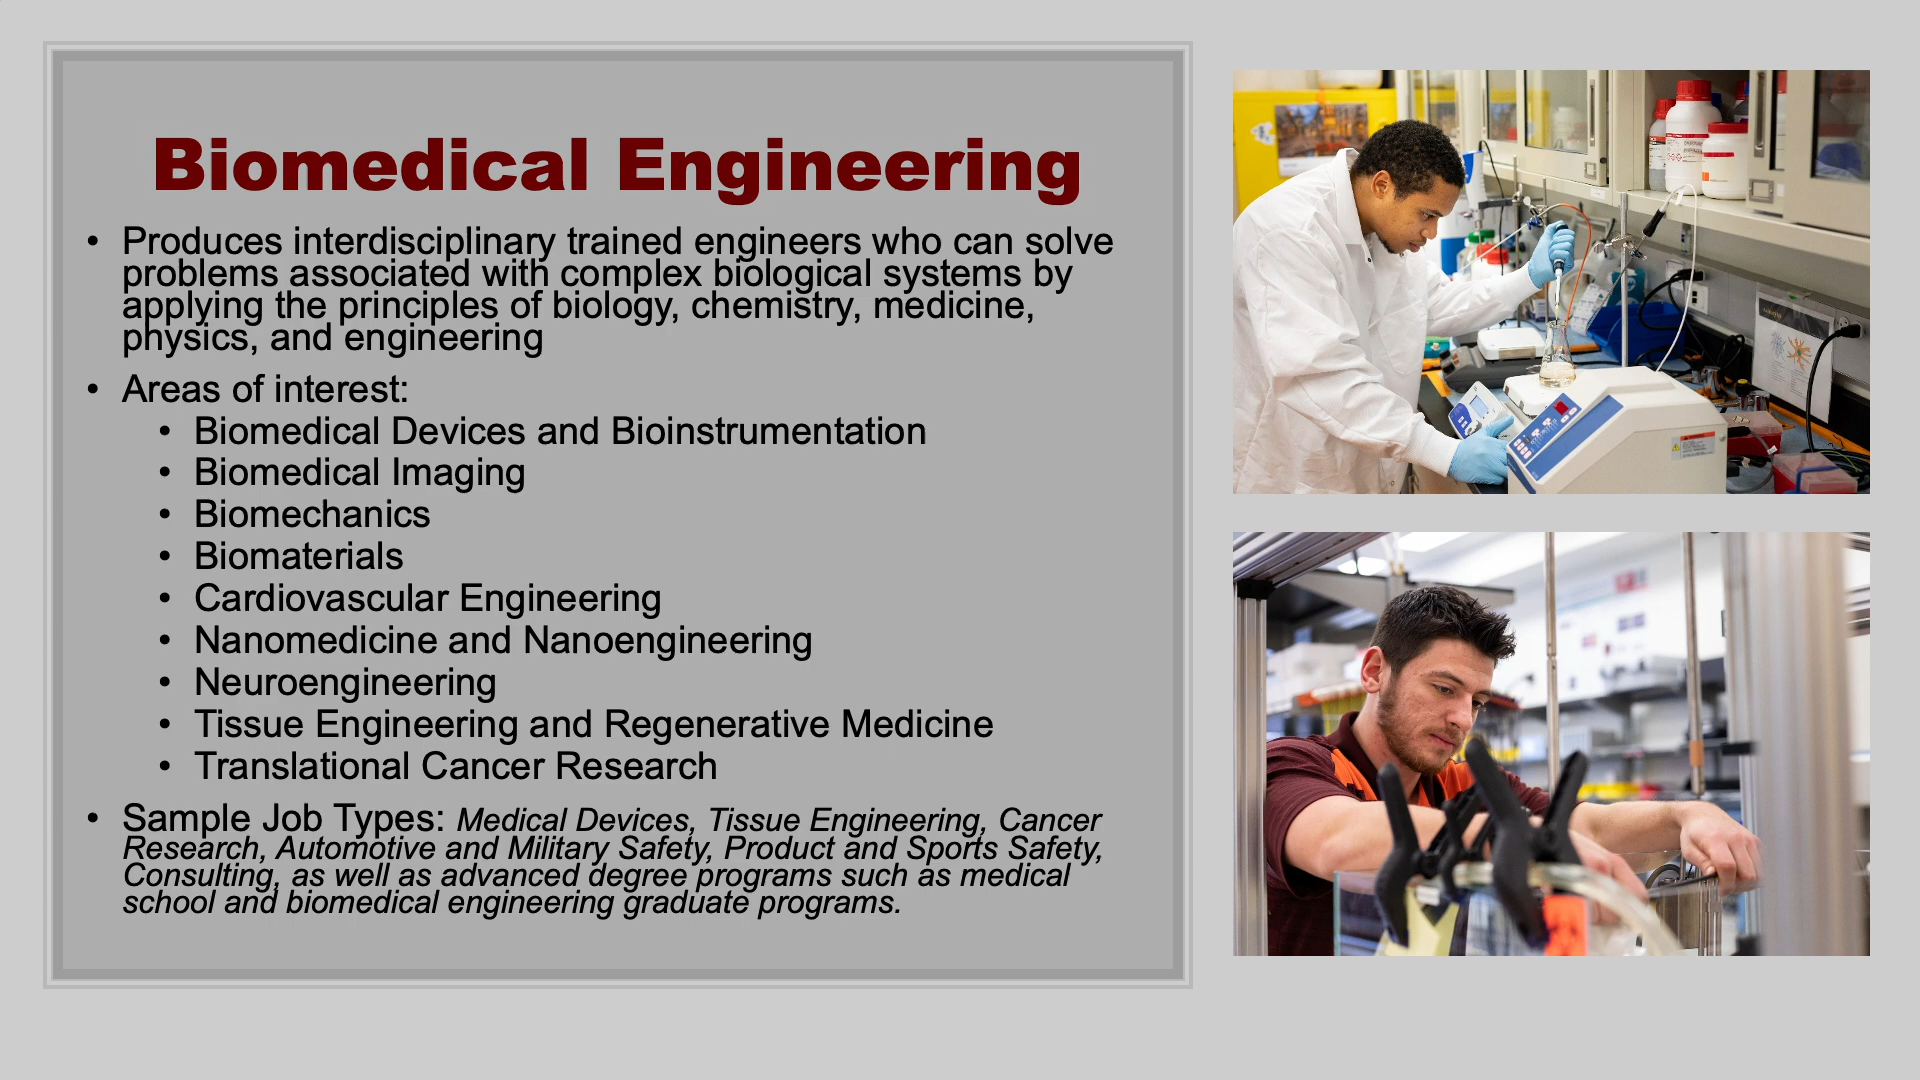 Biomedical Engineering
• Produces interdisciplinary trained engineers who can solve
problems associated with complex biological systems by
applying the principles of biology, chemistry, medicine,
physics, and engineering
• Areas of interest:
• Biomedical Devices and Bioinstrumentation
• Biomedical Imaging
• Biomechanics
• Biomaterials
• Cardiovascular Engineering
• Nanomedicine and Nanoengineering
• Neuroengineering
• Tissue Engineering and Regenerative Medicine
• Translational Cancer Research
• Sample Job Types: Medical Devices, Tissue Engineering, Cancer
Research, Automotive and Military Safety, Product and Sports Safety,
Consulting, as well as advanced degree programs such as medical
school and biomedical engineering graduate programs.